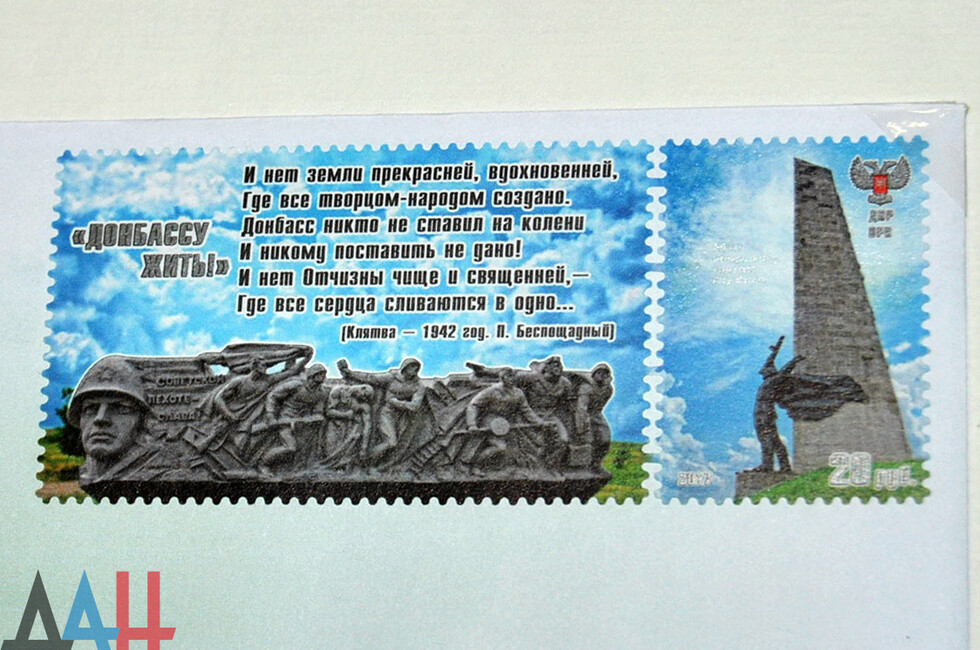 «ДОНБАССУ
ЖИТЬ!»
И нет земли прекрасней, вдохновенней,
Где все творцом-народом создано.
Донбасс никто не ставил на колени
И никому поставить не дано!
И нет Отчизны чище и священней,—
Где все сердца сливаются в одно...
(Клятва — 1942 год. П. Беспощадный)
СОВЕТСКОЙ
ПЕХОТЕ -
СЛАВА!
ДНР
20 руб.
ДАН